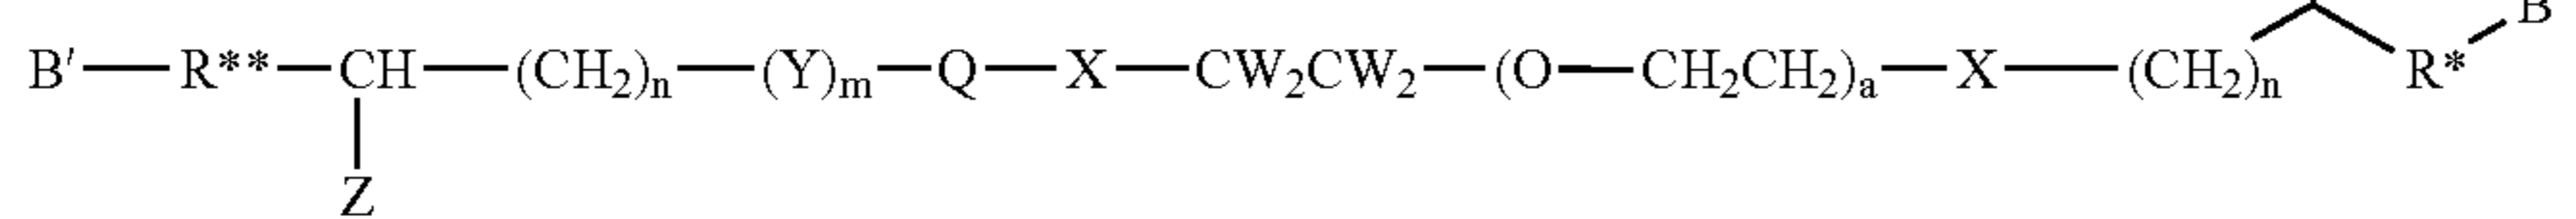 B
B′—R**—CH—(CH₂)ₙ—(Y)ₘ—Q—X—CW₂CW₂—(O—CH₂CH₂)ₐ—X—(CH₂)ₙ R*
Z